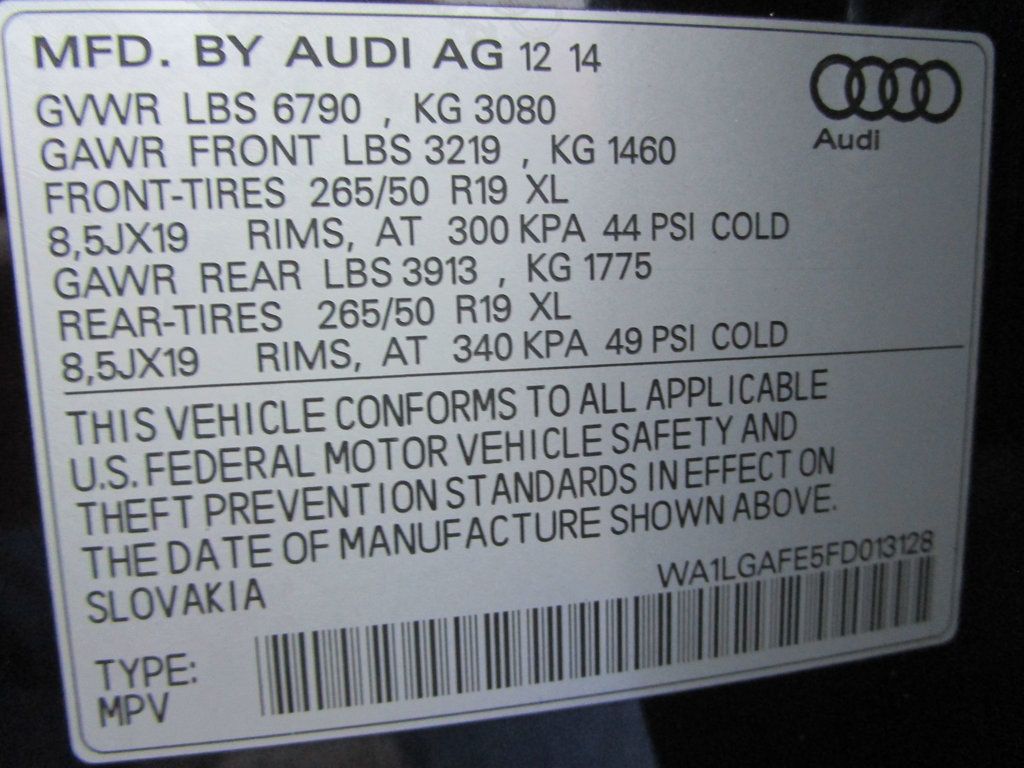 MFD. BY AUDI AG 12 14
Audi
GVWR LBS 6790 , KG 3080
GAWR FRONT LBS 3219 , KG 1460
FRONT-TIRES 265/50 R19 XL
8,5JX19 RIMS, AT 300 KPA 44 PSI COLD
GAWR REAR LBS 3913 , KG 1775
REAR-TIRES 265/50 R19 XL
8,5JX19 RIMS, AT 340 KPA 49 PSI COLD
THIS VEHICLE CONFORMS TO ALL APPLICABLE
U.S. FEDERAL MOTOR VEHICLE SAFETY AND
THEFT PREVENTION STANDARDS IN EFFECT ON
THE DATE OF MANUFACTURE SHOWN ABOVE.
SLOVAKIA
WA1LGAFE5FD013128
TYPE:
MPV